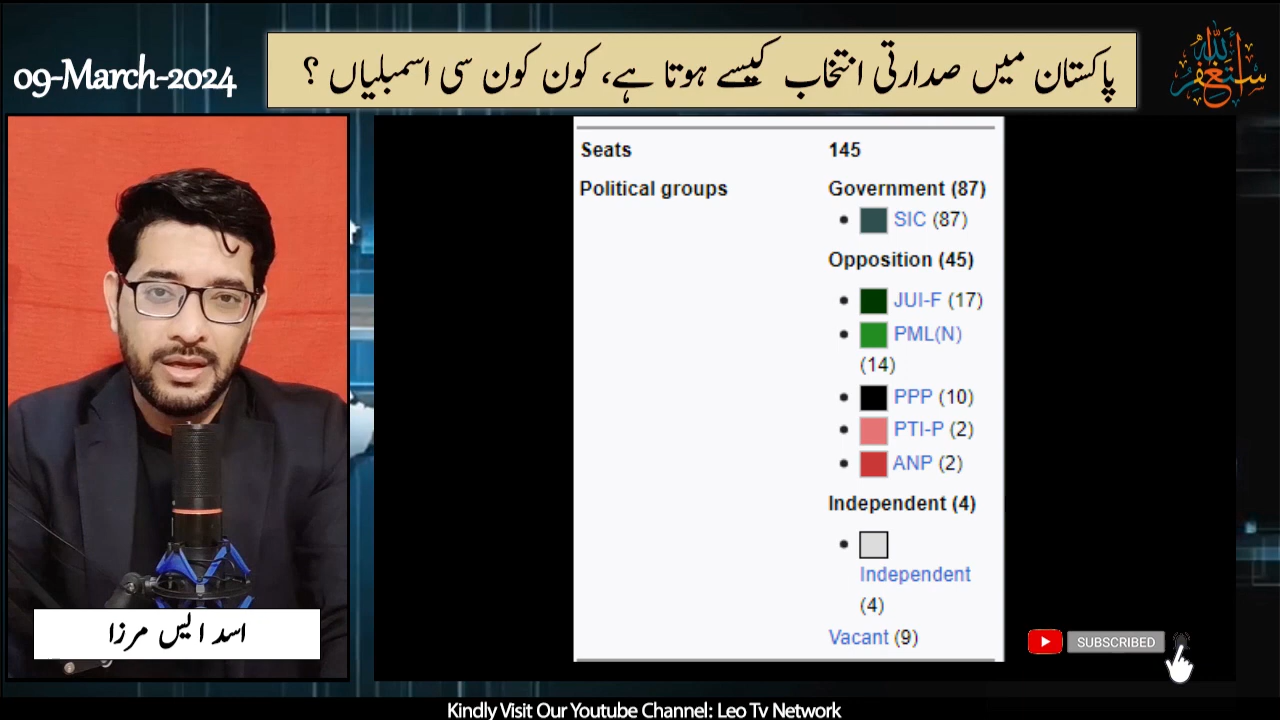 09-March-2024
پاکستان میں صدارتی انتخاب کیسے ہوتا ہے، کون کون سی اسمبلیاں ؟
Seats 145
Political groups Government (87)
SIC (87)
Opposition (45)
JUI-F (17)
PML(N)
(14)
PPP (10)
PTI-P (2)
ANP (2)
Independent (4)
Independent
(4)
Vacant (9)
اسد ایس مرزا
SUBSCRIBED
Kindly Visit Our Youtube Channel: Leo Tv Network